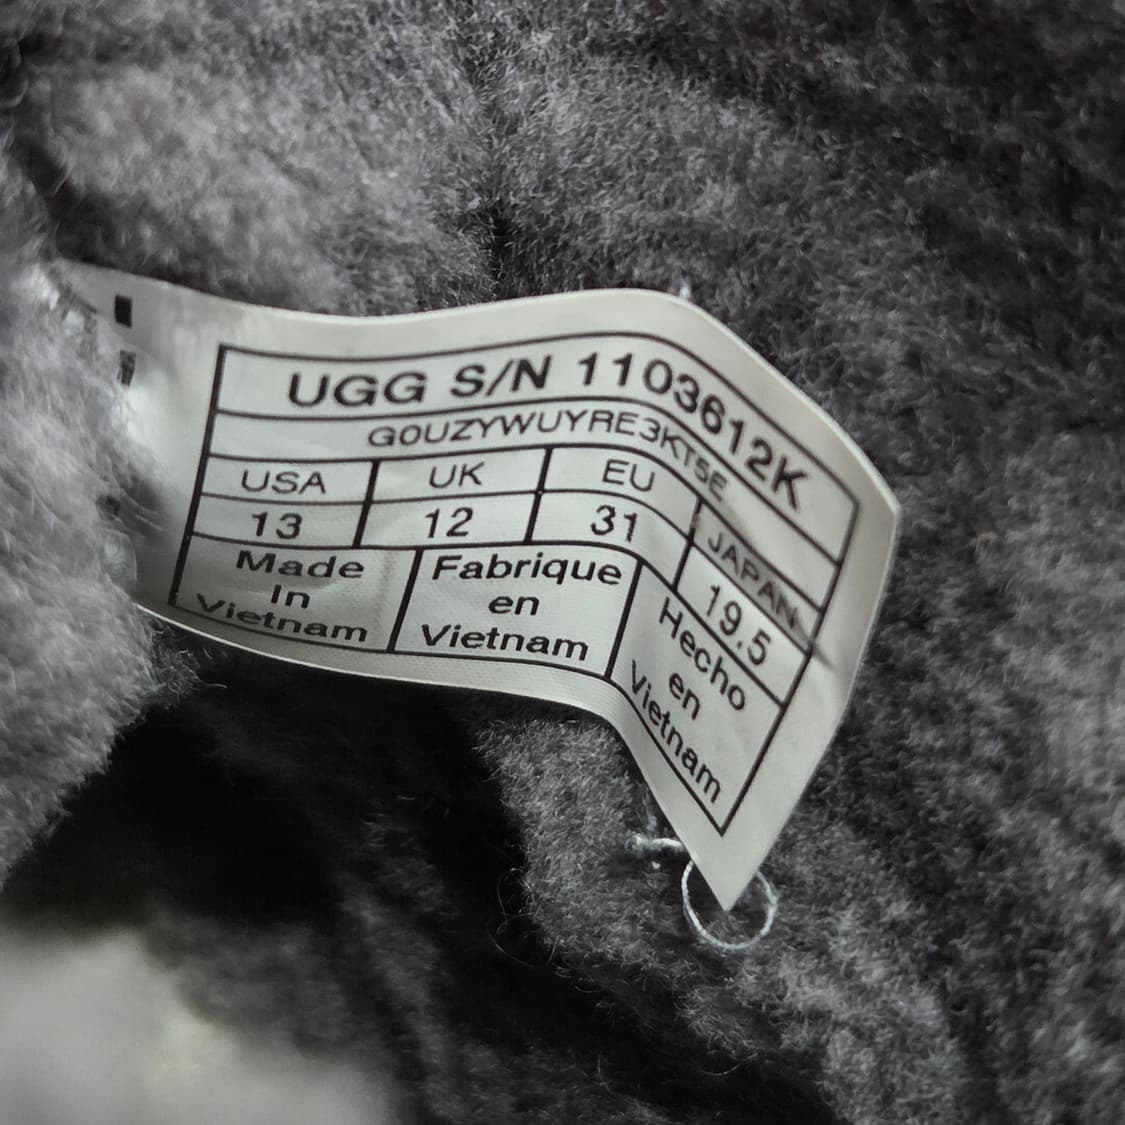 UGG S/N 1103612K
G0UZYWUYRE3KT5E
USA UK EU JAPAN
13 12 31 19.5
Made
In
Vietnam
Fabrique
en
Vietnam
Hecho
en
Vietnam